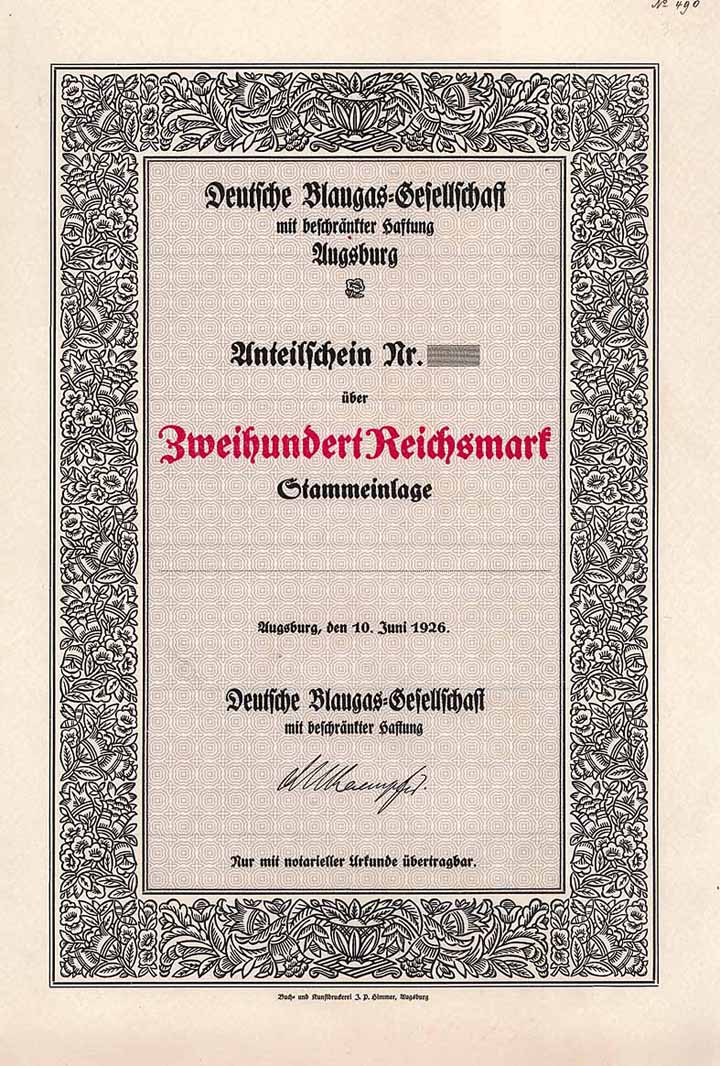 № 490
Deutsche Blaugas=Gesellschaft
mit beschränkter Haftung
Augsburg
Anteilschein Nr.
über
Zweihundert Reichsmark
Stammeinlage
Augsburg, den 10. Juni 1926.
Deutsche Blaugas=Gesellschaft
mit beschränkter Haftung
Nur mit notarieller Urkunde übertragbar.
Buch= und Kunstdruckerei J. P. Himmer, Augsburg